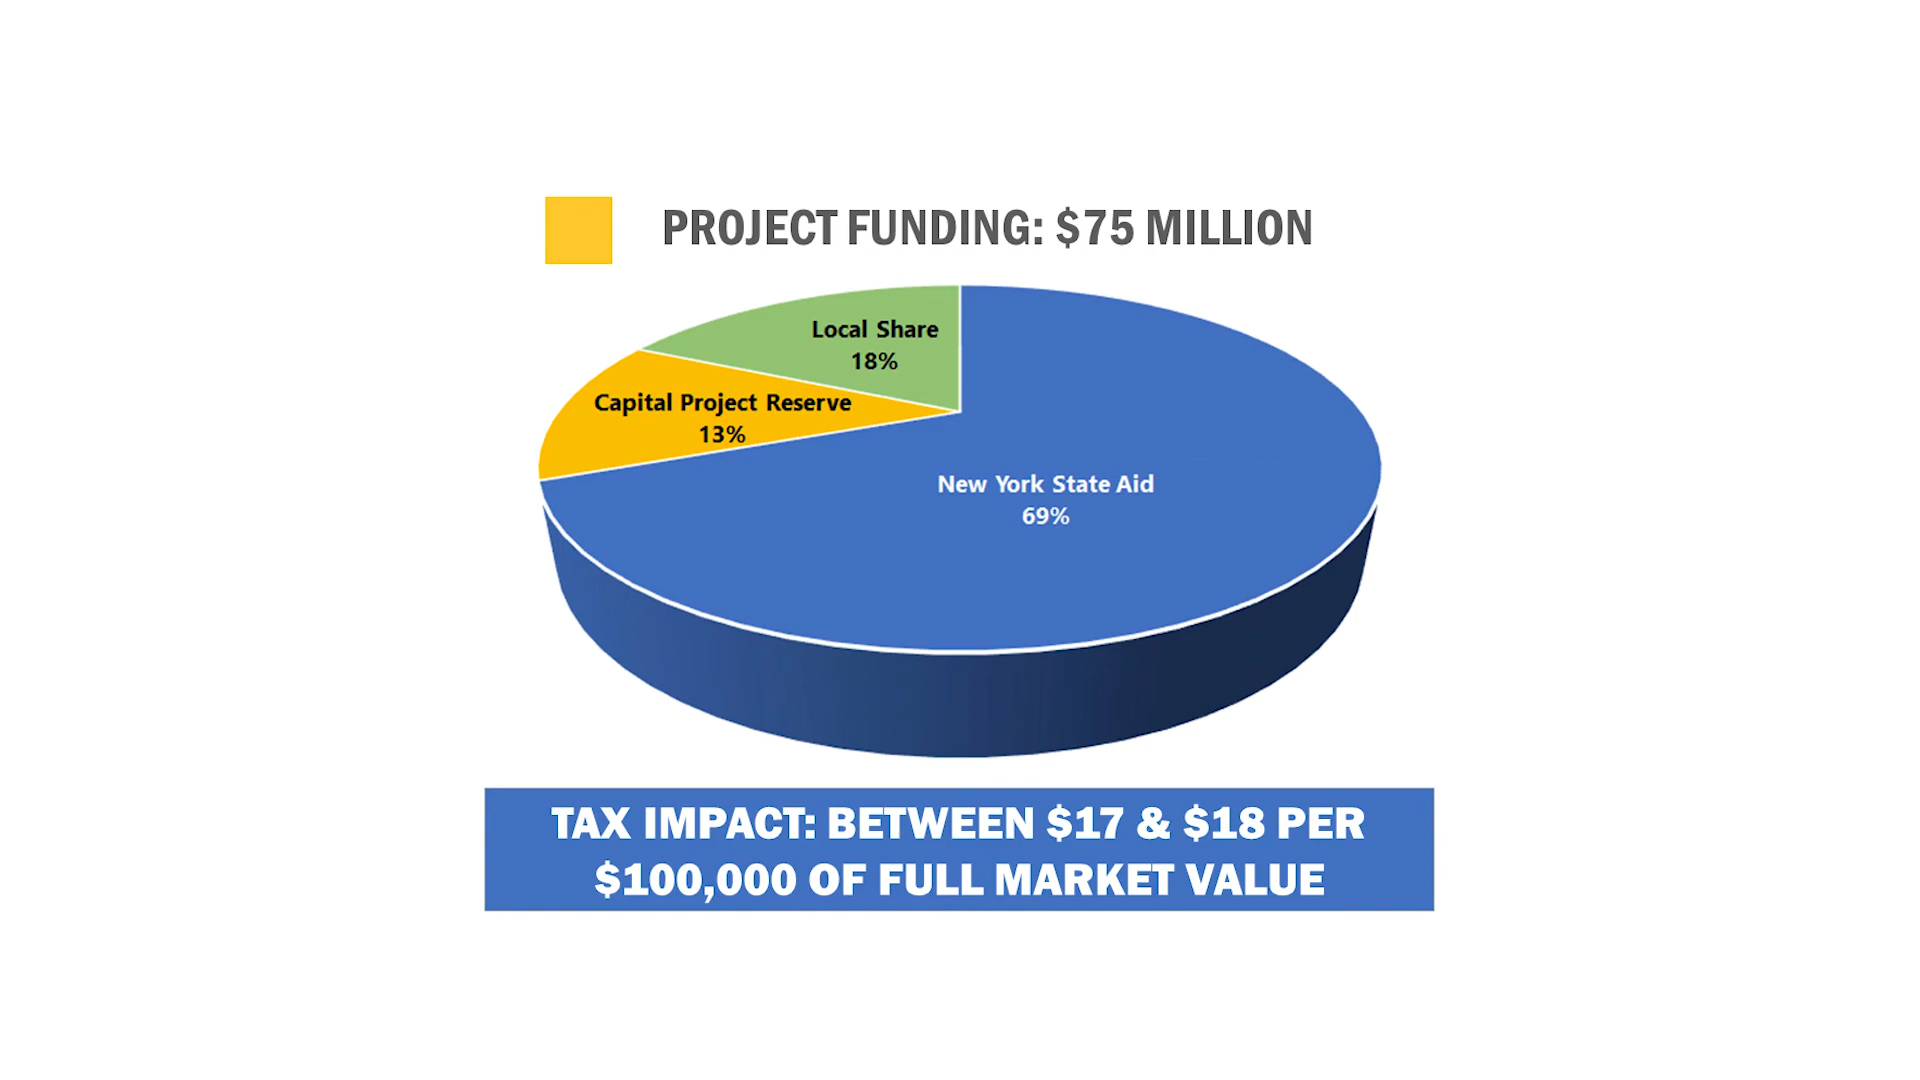 PROJECT FUNDING: $75 MILLION
Local Share
18%
Capital Project Reserve
13%
New York State Aid
69%
TAX IMPACT: BETWEEN $17 & $18 PER
$100,000 OF FULL MARKET VALUE